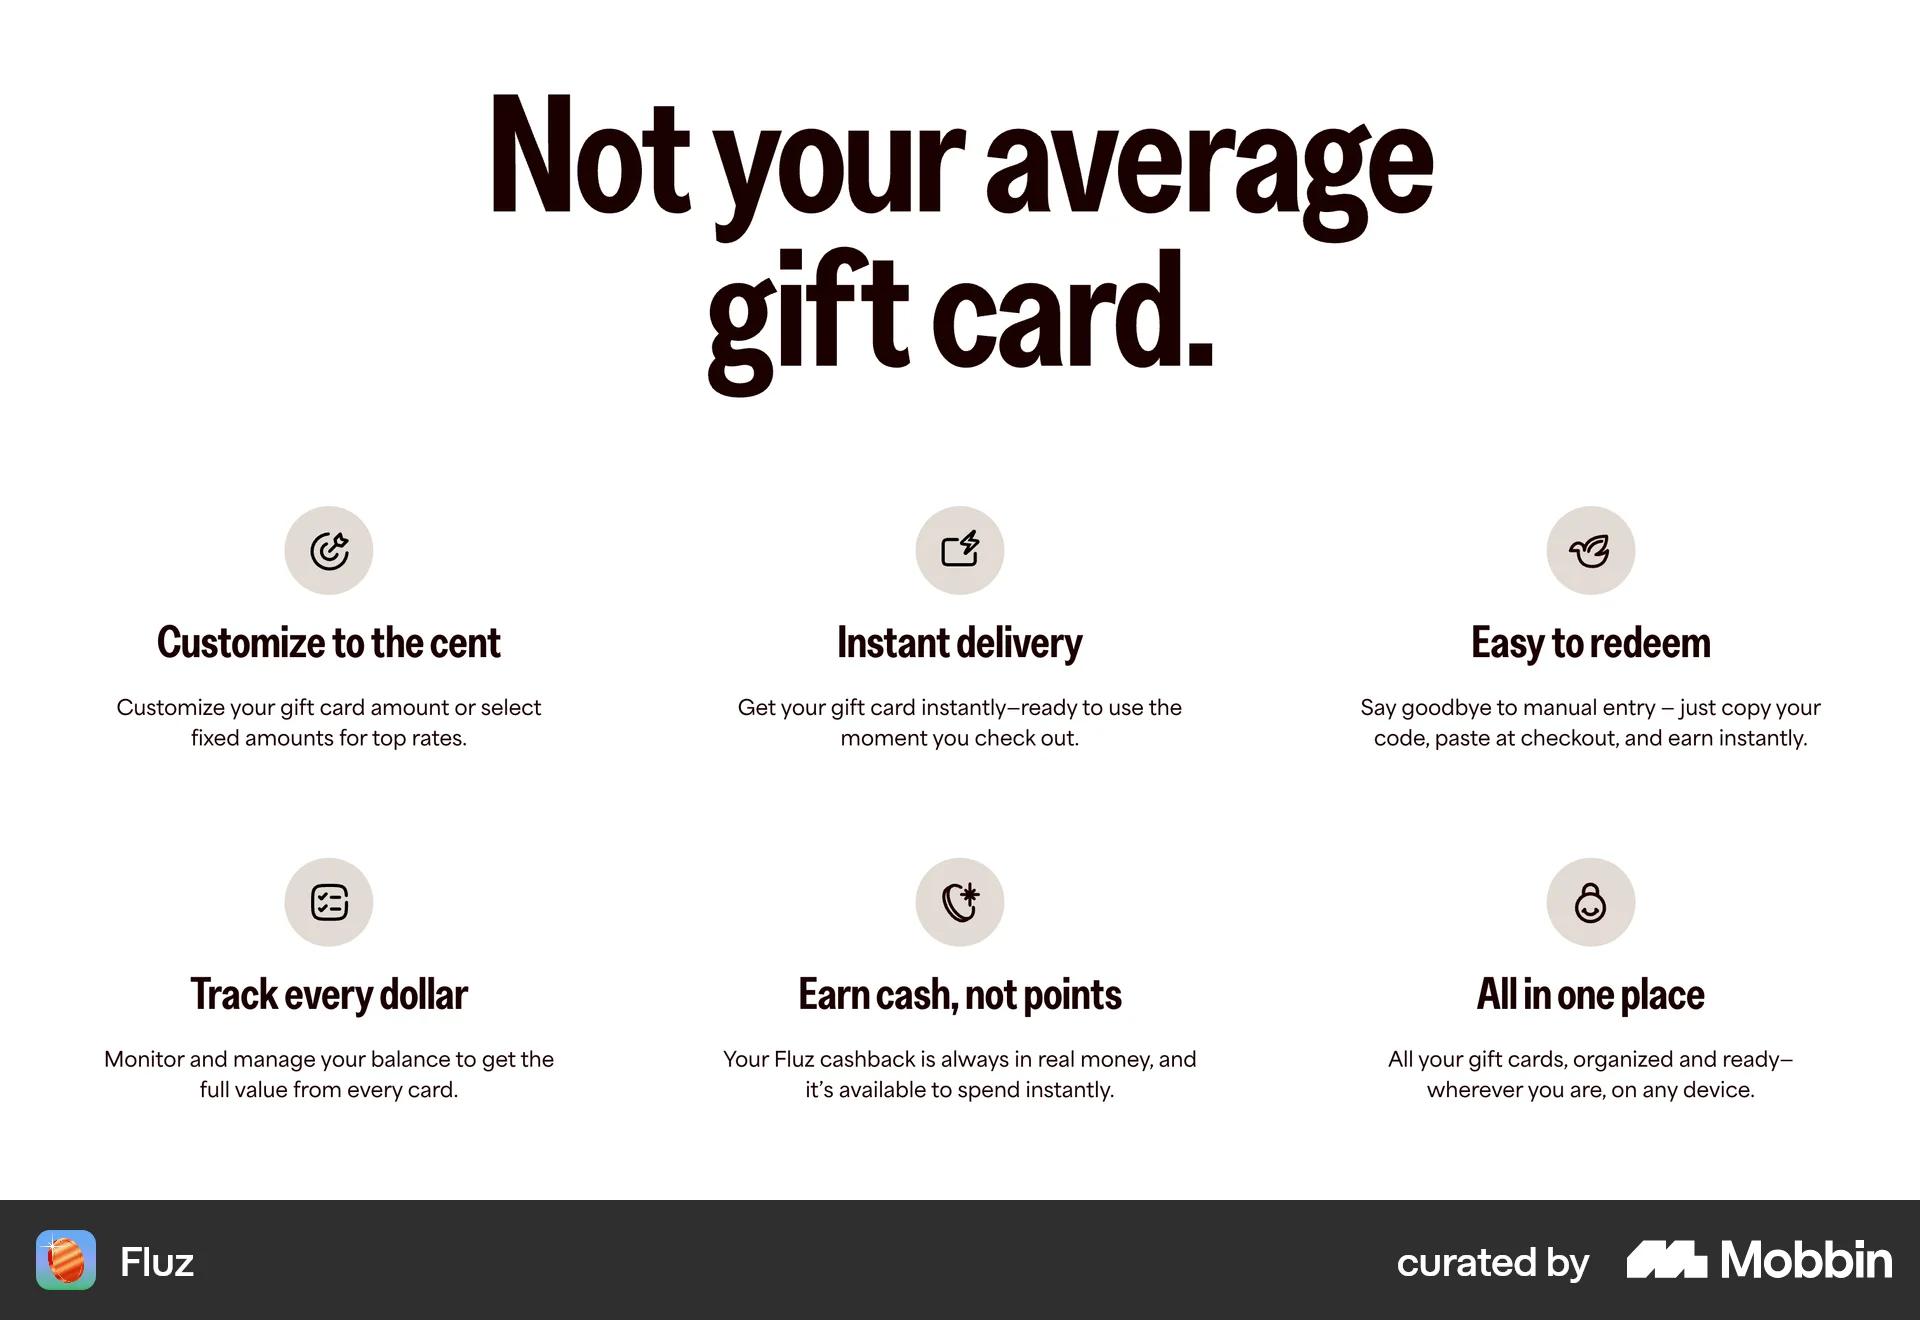 Not your average
gift card.
Customize to the cent
Customize your gift card amount or select
fixed amounts for top rates.
Instant delivery
Get your gift card instantly–ready to use the
moment you check out.
Easy to redeem
Say goodbye to manual entry – just copy your
code, paste at checkout, and earn instantly.
Track every dollar
Monitor and manage your balance to get the
full value from every card.
Earn cash, not points
Your Fluz cashback is always in real money, and
it’s available to spend instantly.
All in one place
All your gift cards, organized and ready–
wherever you are, on any device.
Fluz
curated by Mobbin